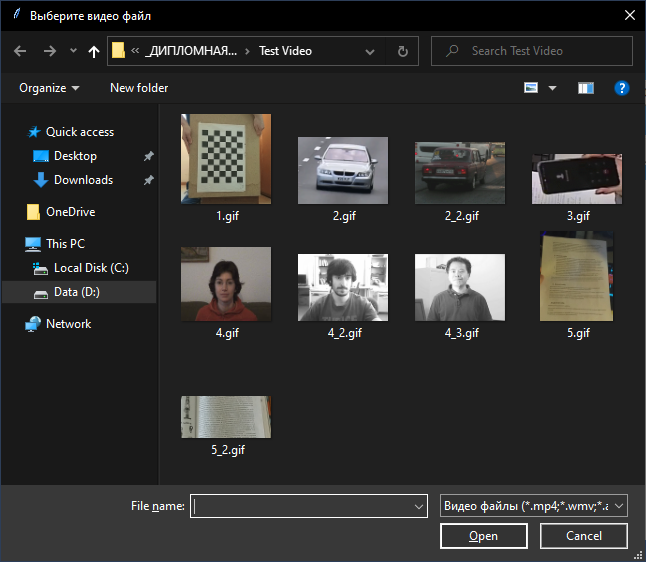 Выберите видео файл
_ДИПЛОМНАЯ... Test Video
Search Test Video
Organize New folder
Quick access
Desktop
Downloads
OneDrive
This PC
Local Disk (C:)
Data (D:)
Network
1.gif 2.gif 2_2.gif 3.gif
4.gif 4_2.gif 4_3.gif 5.gif
5_2.gif
File name: Видео файлы (*.mp4;*.wmv;*.a
Open Cancel